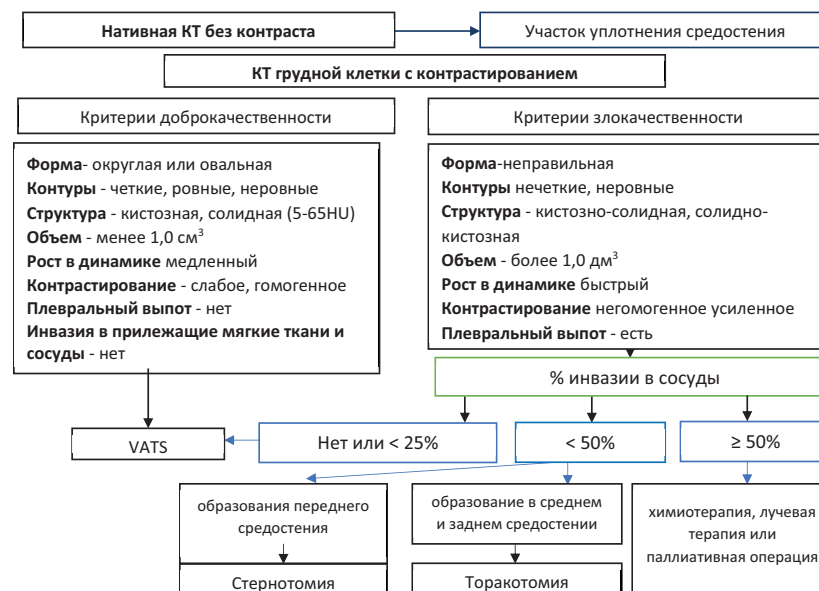 Нативная КТ без контраста
Участок уплотнения средостения
КТ грудной клетки с контрастированием
Критерии доброкачественности
Критерии злокачественности
Форма- округлая или овальная
Контуры - четкие, ровные, неровные
Структура - кистозная, солидная (5-65HU)
Объем - менее 1,0 см³
Рост в динамике медленный
Контрастирование - слабое, гомогенное
Плевральный выпот - нет
Инвазия в прилежащие мягкие ткани и
сосуды - нет
Форма-неправильная
Контуры нечеткие, неровные
Структура - кистозно-солидная, солидно-
кистозная
Объем - более 1,0 дм³
Рост в динамике быстрый
Контрастирование негомогенное усиленное
Плевральный выпот - есть
% инвазии в сосуды
VATS
Нет или < 25%
< 50%
≥ 50%
образования переднего
средостения
образование в среднем
и заднем средостении
химиотерапия, лучевая
терапия или
паллиативная операция
Стернотомия
Торакотомия